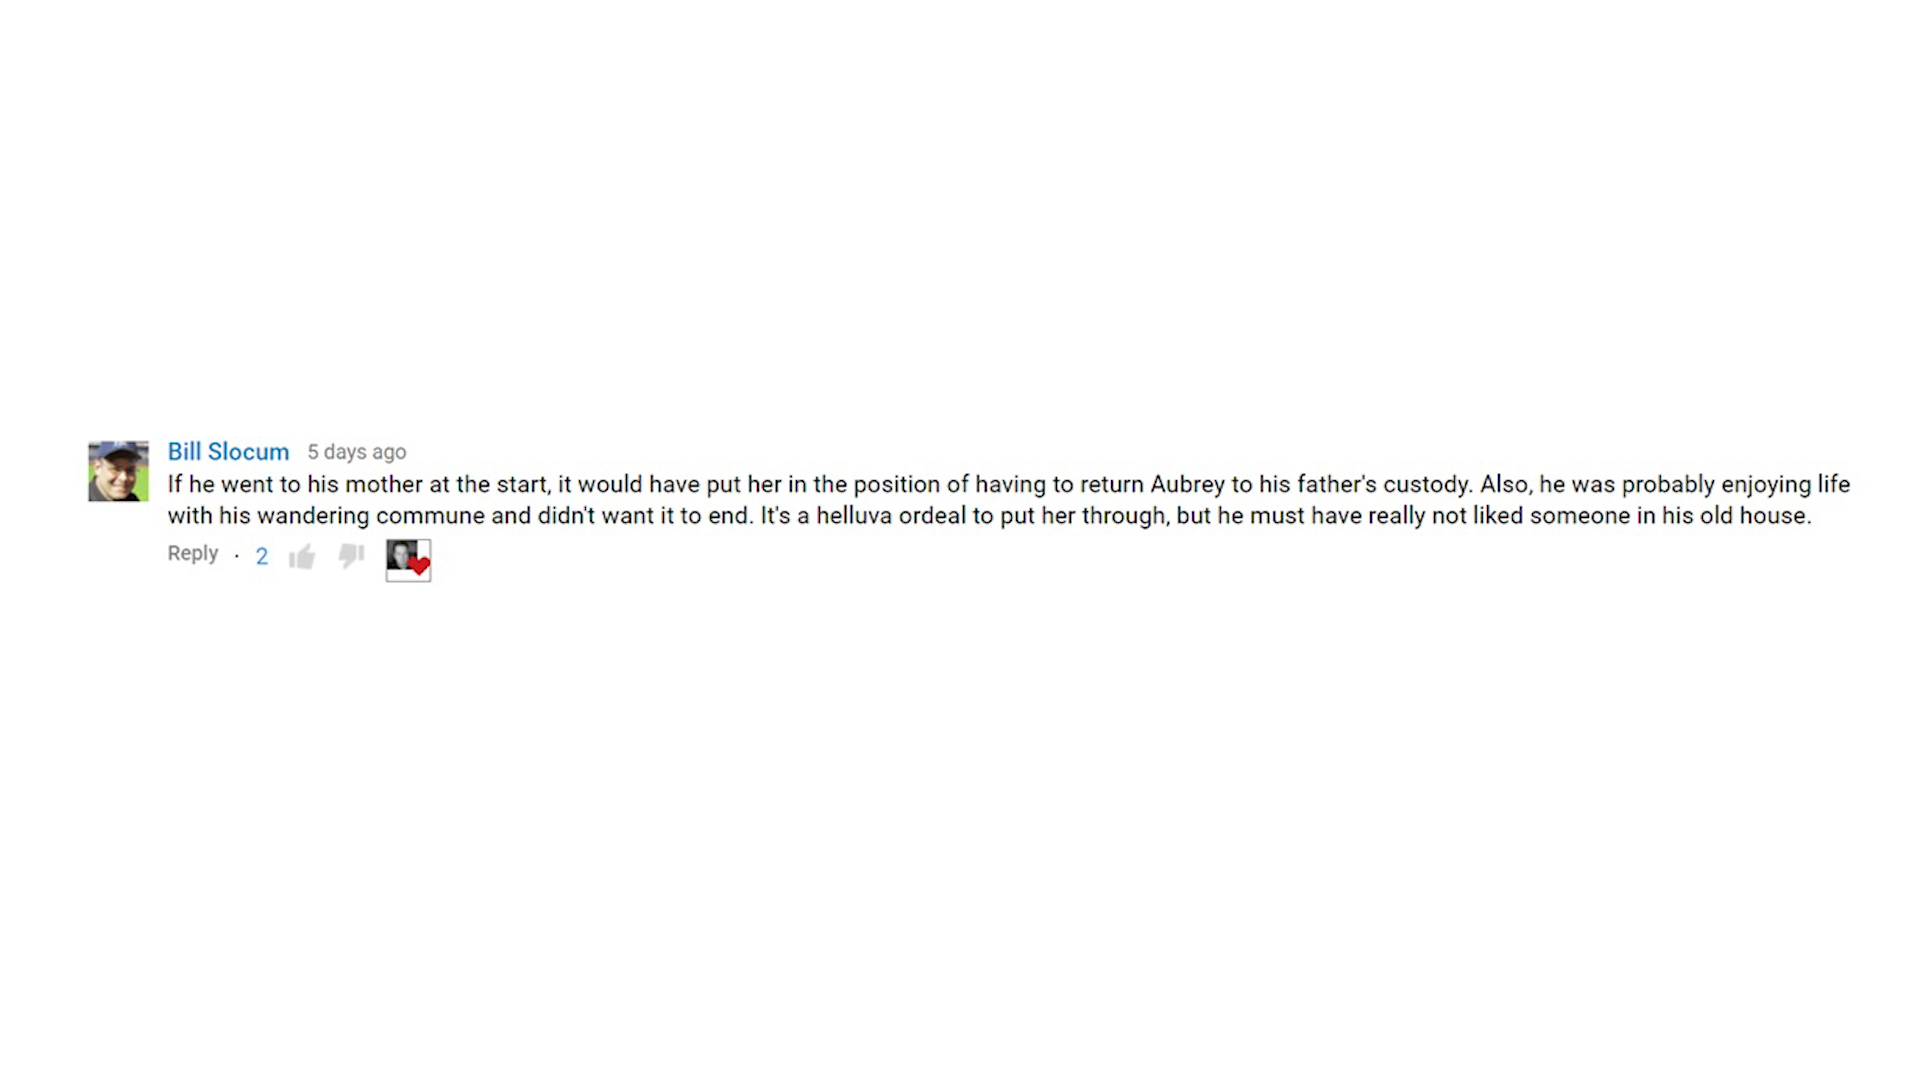 Bill Slocum 5 days ago
If he went to his mother at the start, it would have put her in the position of having to return Aubrey to his father's custody. Also, he was probably enjoying life
with his wandering commune and didn't want it to end. It's a helluva ordeal to put her through, but he must have really not liked someone in his old house.
Reply · 2